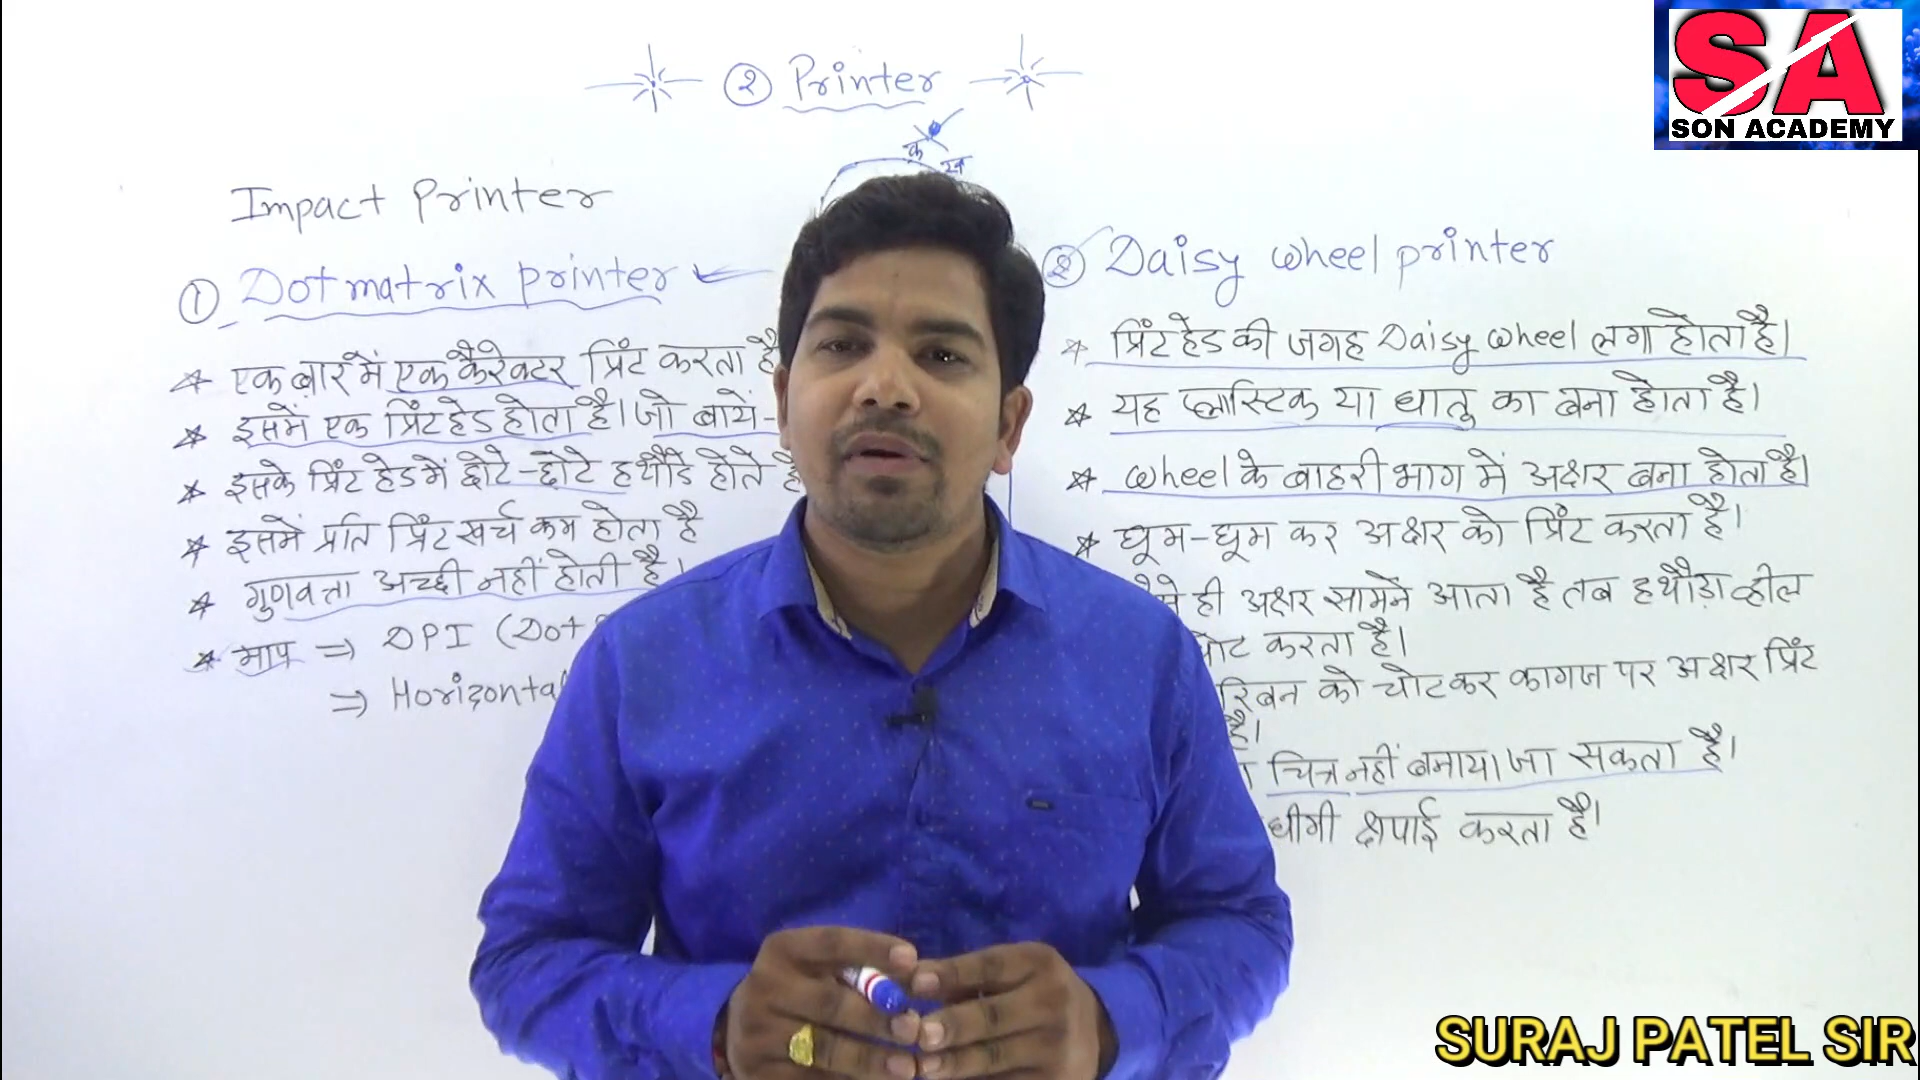 SA
SON ACADEMY
② Printer
क ख
Impact Printer
① Dotmatrix printer
* एक बार में एक कैरेक्टर प्रिंट करता है
* इसमें एक प्रिंट हेड होता है। जो बायें-
* इसके प्रिंट हेड में छोटे-छोटे हथौडे होते है
* इसमें प्रति प्रिंट खर्च कम होता है
* गुणवत्ता अच्छी नहीं होती है।
* माप ⇒ DPI (Dot
⇒ Horizontal
② Daisy wheel printer
* प्रिंट हेड की जगह Daisy wheel लगा होता है।
* यह प्लास्टिक या धातु का बना होता है।
* wheel के बाहरी भाग में अक्षर बना होता है।
* घूम-घूम कर अक्षर को प्रिंट करता है।
ही अक्षर सामने आता है तब हथौड़ा व्हील
चोट करता है।
रिबन को चोटकर कागज पर अक्षर प्रिंट
है।
चित्र नहीं बनाया जा सकता है।
धीमी क्षपाई करता है।
SURAJ PATEL SIR